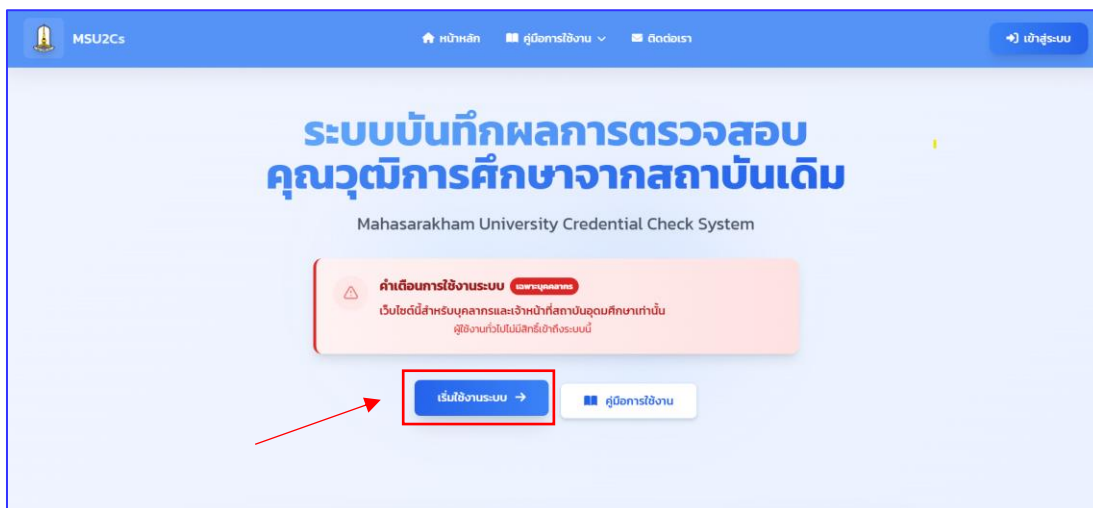 MSU2Cs
หน้าหลัก
คู่มือการใช้งาน
ติดต่อเรา
เข้าสู่ระบบ
ระบบบันทึกผลการตรวจสอบ
คุณวุฒิการศึกษาจากสถาบันเดิม
Mahasarakham University Credential Check System
คำเตือนการใช้งานระบบ เฉพาะบุคคลากร
เว็บไซต์นี้สำหรับบุคลากรและเจ้าหน้าที่สถาบันอุดมศึกษาเท่านั้น
ผู้ใช้งานทั่วไปไม่มีสิทธิ์เข้าถึงระบบนี้
เริ่มใช้งานระบบ →
คู่มือการใช้งาน